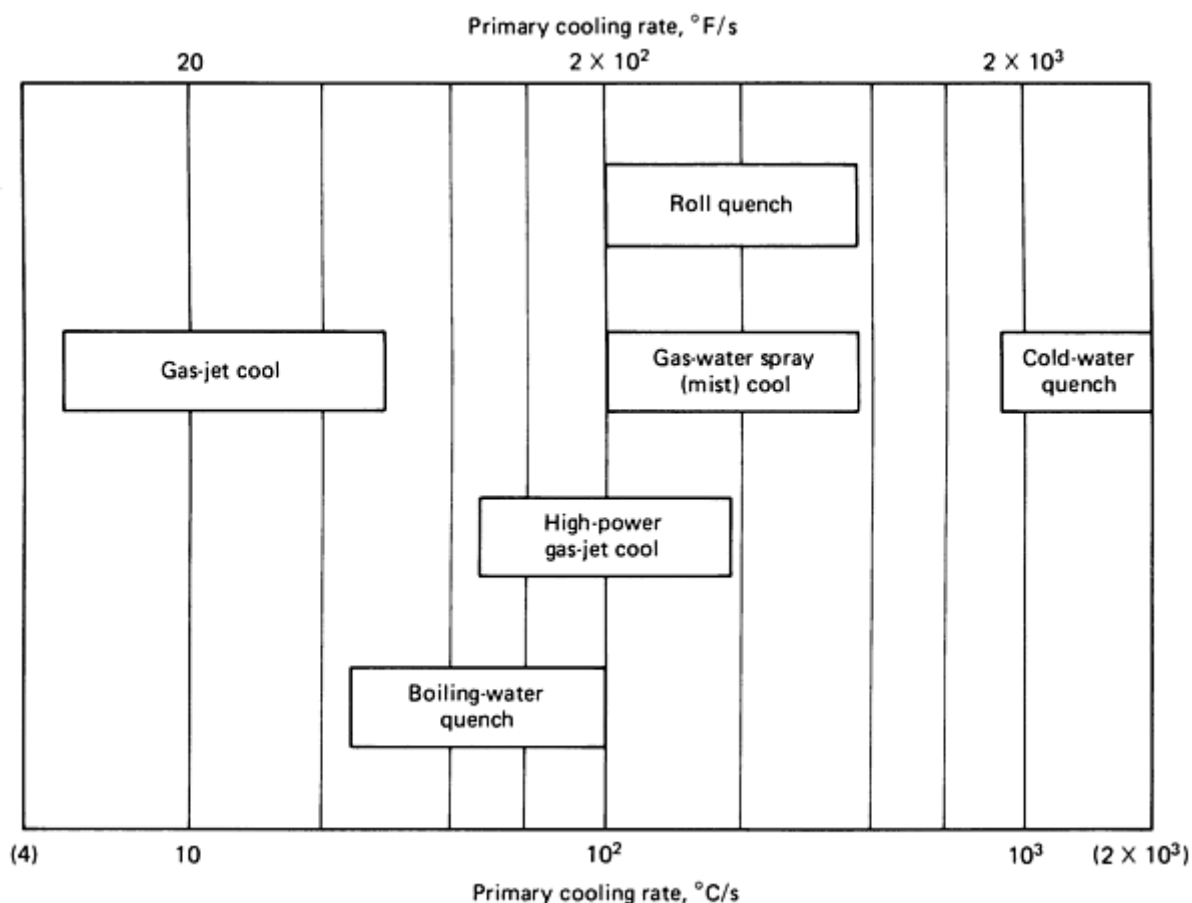 Primary cooling rate, °F/s
20 2 × 10² 2 × 10³
Roll quench
Gas-jet cool
Gas-water spray
(mist) cool
Cold-water
quench
High-power
gas-jet cool
Boiling-water
quench
(4) 10 10² 10³ (2 × 10³)
Primary cooling rate, °C/s